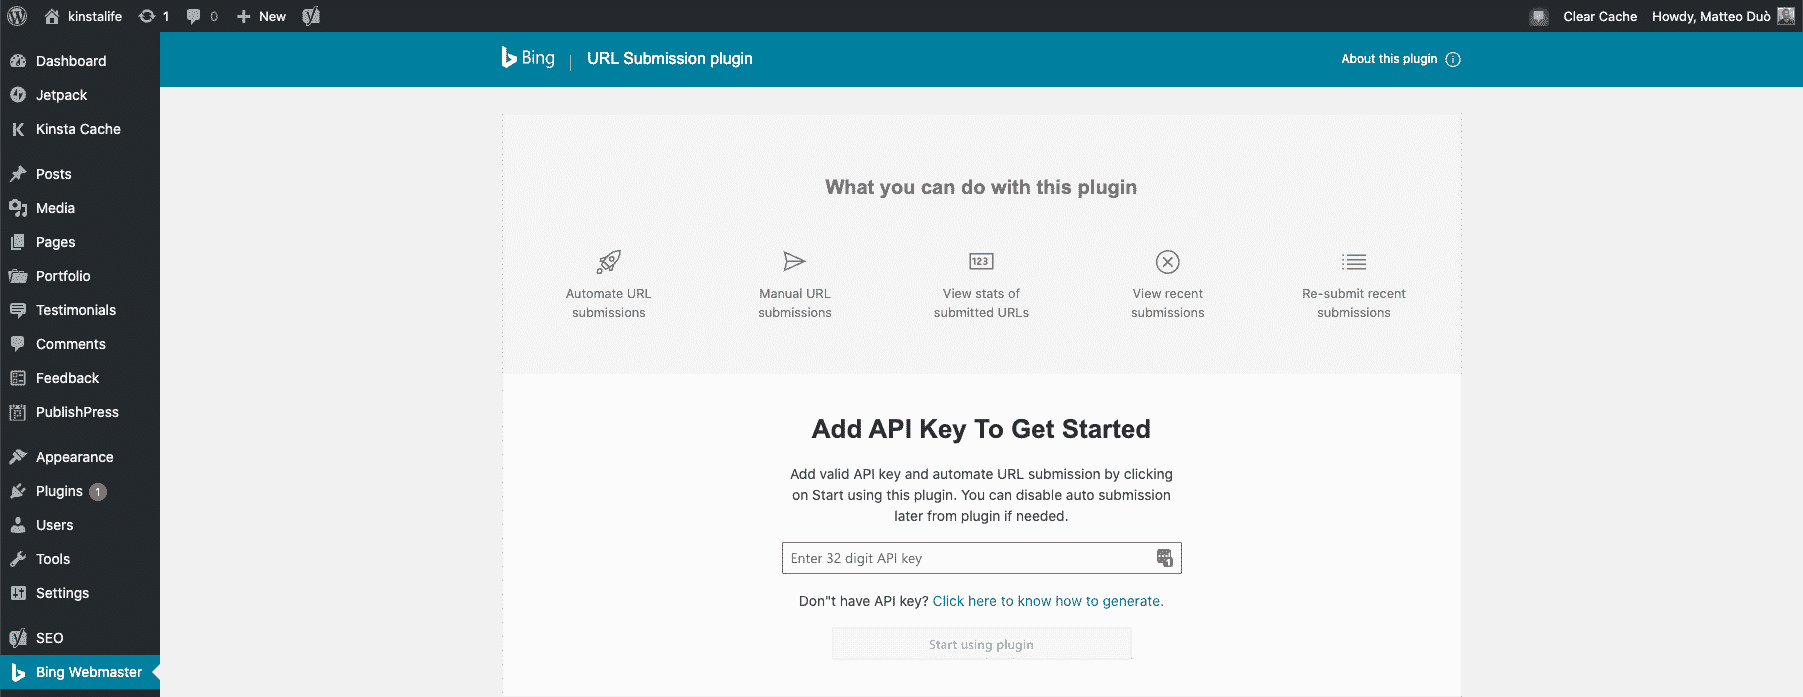 kinstalife 1 0 New Clear Cache Howdy, Matteo Duò
Bing | URL Submission plugin About this plugin
Dashboard
Jetpack
Kinsta Cache
Posts
Media
Pages
Portfolio
Testimonials
Comments
Feedback
PublishPress
Appearance
Plugins 1
Users
Tools
Settings
SEO
Bing Webmaster
What you can do with this plugin
123
Automate URL
submissions
Manual URL
submissions
View stats of
submitted URLs
View recent
submissions
Re-submit recent
submissions
Add API Key To Get Started
Add valid API key and automate URL submission by clicking
on Start using this plugin. You can disable auto submission
later from plugin if needed.
Enter 32 digit API key 1
Don"t have API key? Click here to know how to generate.
Start using plugin